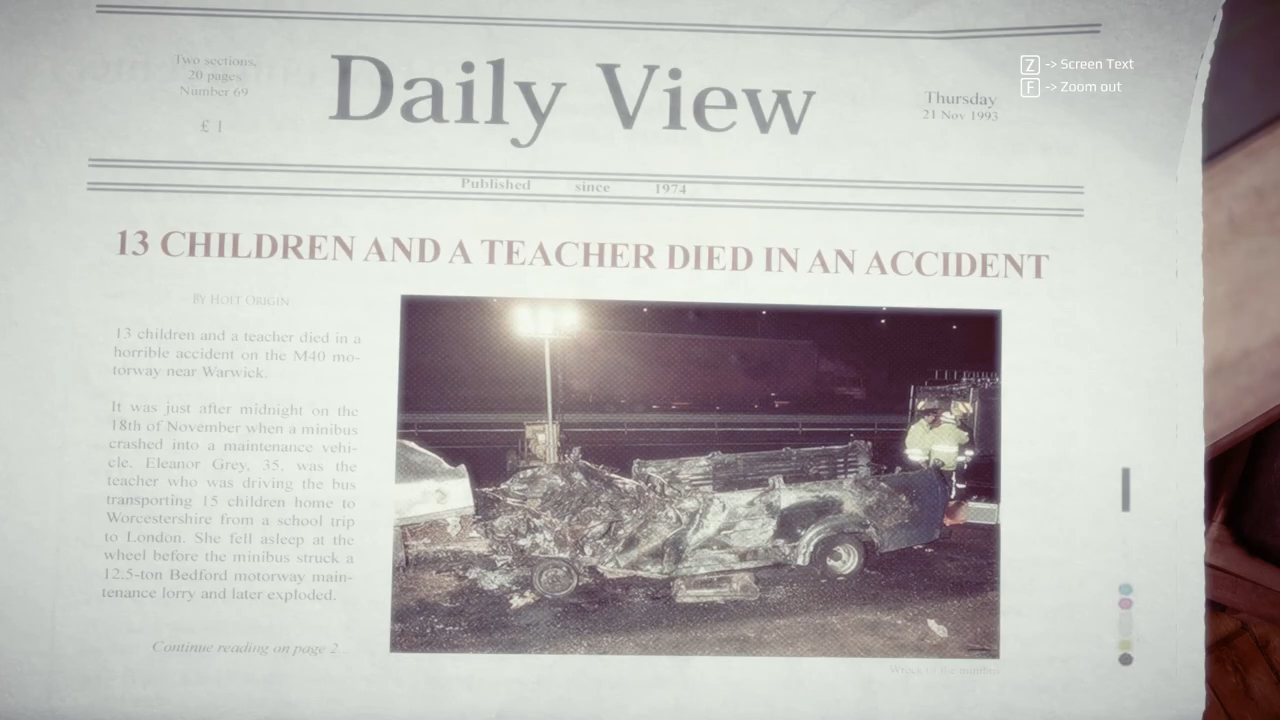 Two sections,
20 pages
Number 69
£ 1
Daily View
Thursday
21 Nov 1993
Z -> Screen Text
F -> Zoom out
Published since 1974
13 CHILDREN AND A TEACHER DIED IN AN ACCIDENT
BY HOLT ORIGIN
13 children and a teacher died in a
horrible accident on the M40 mo-
torway near Warwick.
It was just after midnight on the
18th of November when a minibus
crashed into a maintenance vehi-
cle. Eleanor Grey, 35, was the
teacher who was driving the bus
transporting 15 children home to
Worcestershire from a school trip
to London. She fell asleep at the
wheel before the minibus struck a
12.5-ton Bedford motorway main-
tenance lorry and later exploded.
Continue reading on page 2...
Wreck of the minibus